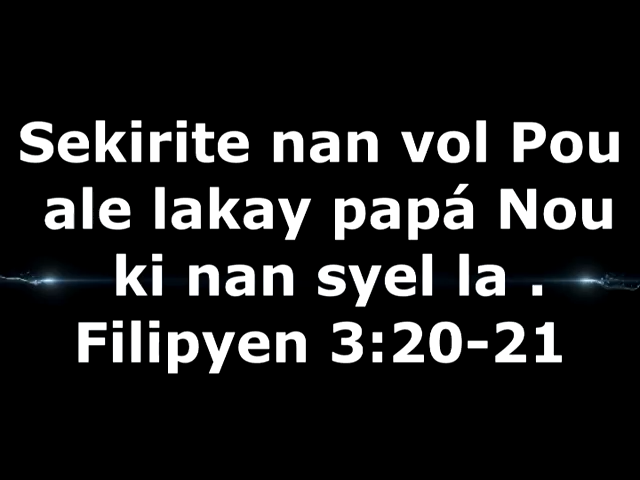 Sekirite nan vol Pou
ale lakay papá Nou
ki nan syel la .
Filipyen 3:20-21